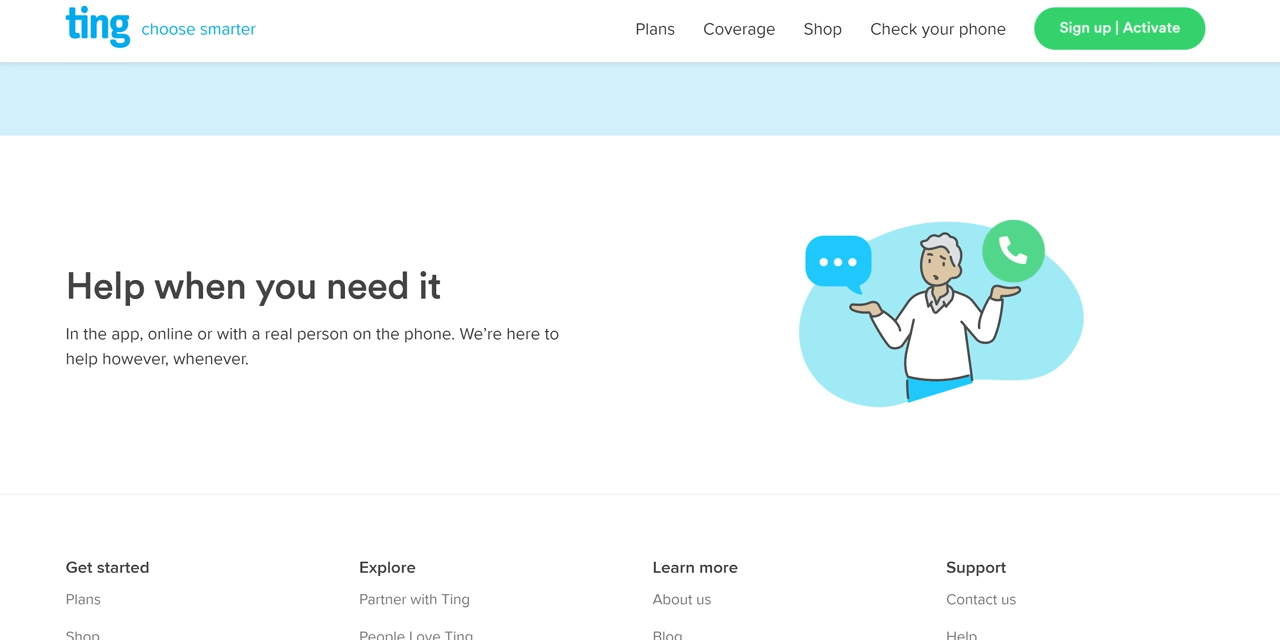 ting choose smarter
Plans Coverage Shop Check your phone Sign up | Activate
Help when you need it
In the app, online or with a real person on the phone. We’re here to
help however, whenever.
Get started Explore Learn more Support
Plans Partner with Ting About us Contact us
Shop People Love Ting Blog Help